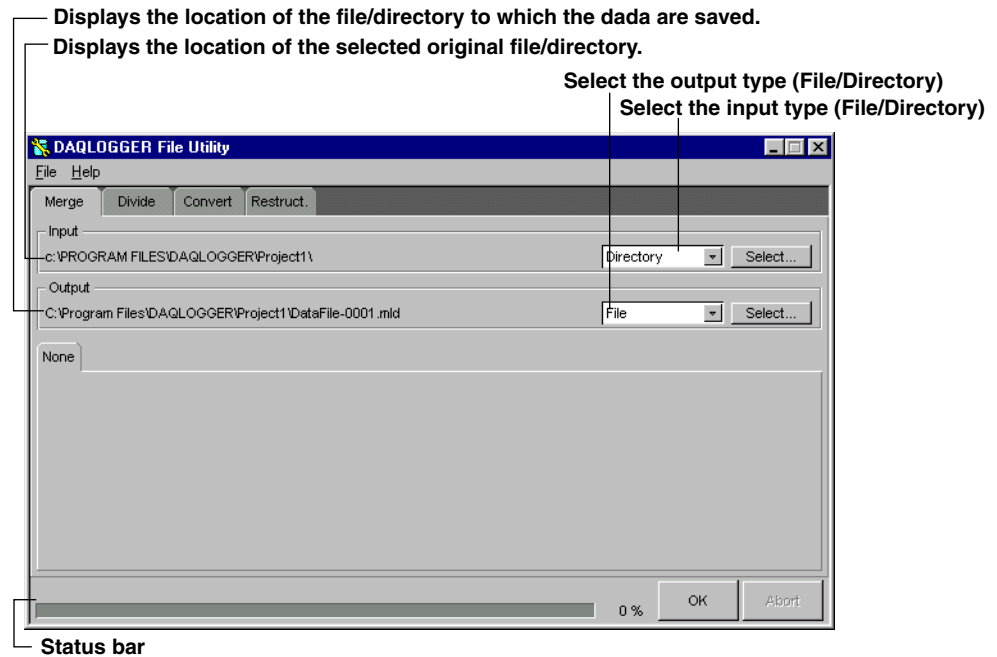 Displays the location of the file/directory to which the dada are saved.
Displays the location of the selected original file/directory.
Select the output type (File/Directory)
Select the input type (File/Directory)
DAQLOGGER File Utility
File Help
Merge Divide Convert Restruct.
Input
c:\PROGRAM FILES\DAQLOGGER\Project1\ Directory Select...
Output
C:\Program Files\DAQLOGGER\Project1\DataFile-0001.mld File Select...
None
0 % OK Abort
Status bar